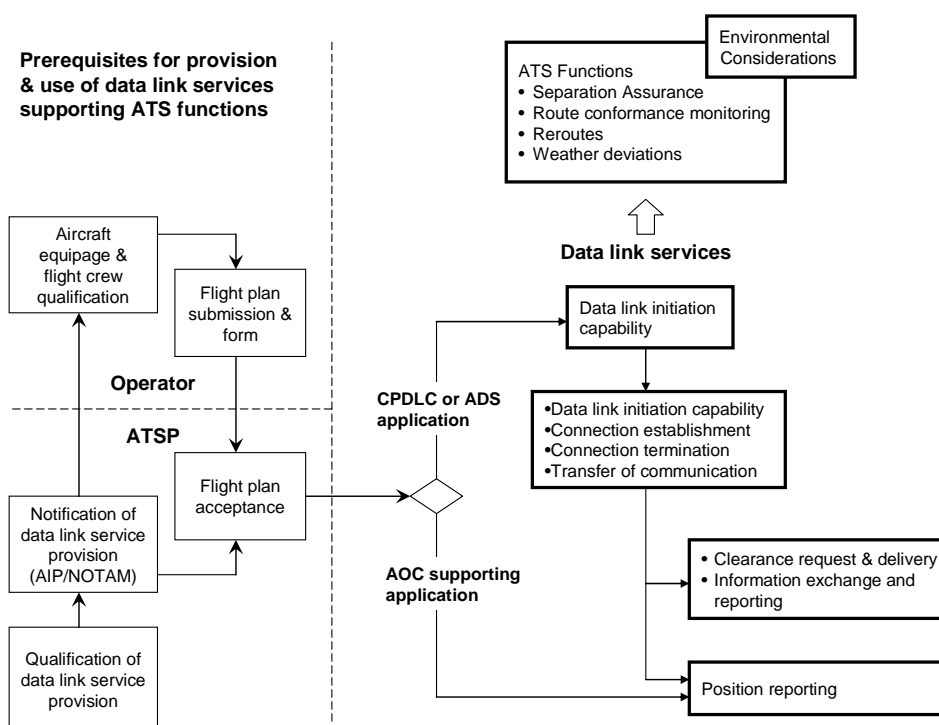 Prerequisites for provision
& use of data link services
supporting ATS functions
Environmental
Considerations
ATS Functions
• Separation Assurance
• Route conformance monitoring
• Reroutes
• Weather deviations
Data link services
Aircraft
equipage &
flight crew
qualification
Flight plan
submission &
form
Operator
ATSP
Flight plan
acceptance
Notification of
data link service
provision
(AIP/NOTAM)
Qualification of
data link service
provision
CPDLC or ADS
application
AOC supporting
application
Data link initiation
capability
•Data link initiation capability
•Connection establishment
•Connection termination
•Transfer of communication
• Clearance request & delivery
• Information exchange and
reporting
Position reporting